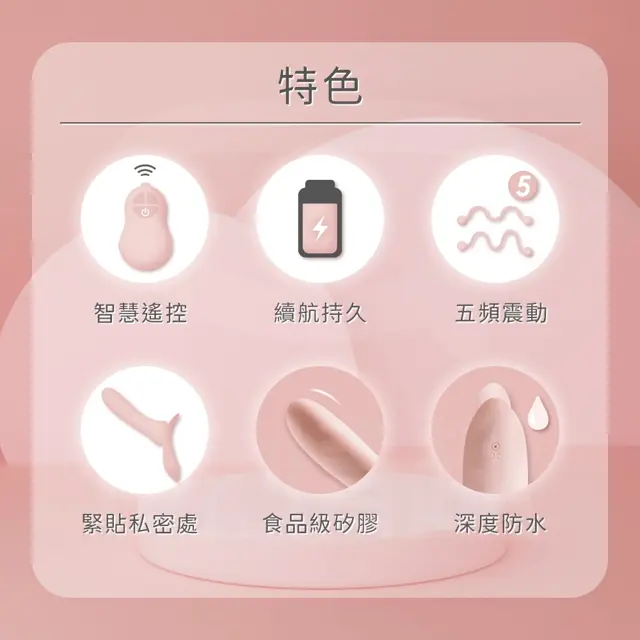 特色
5
智慧遙控
續航持久
五頻震動
緊貼私密處
食品級矽膠
深度防水